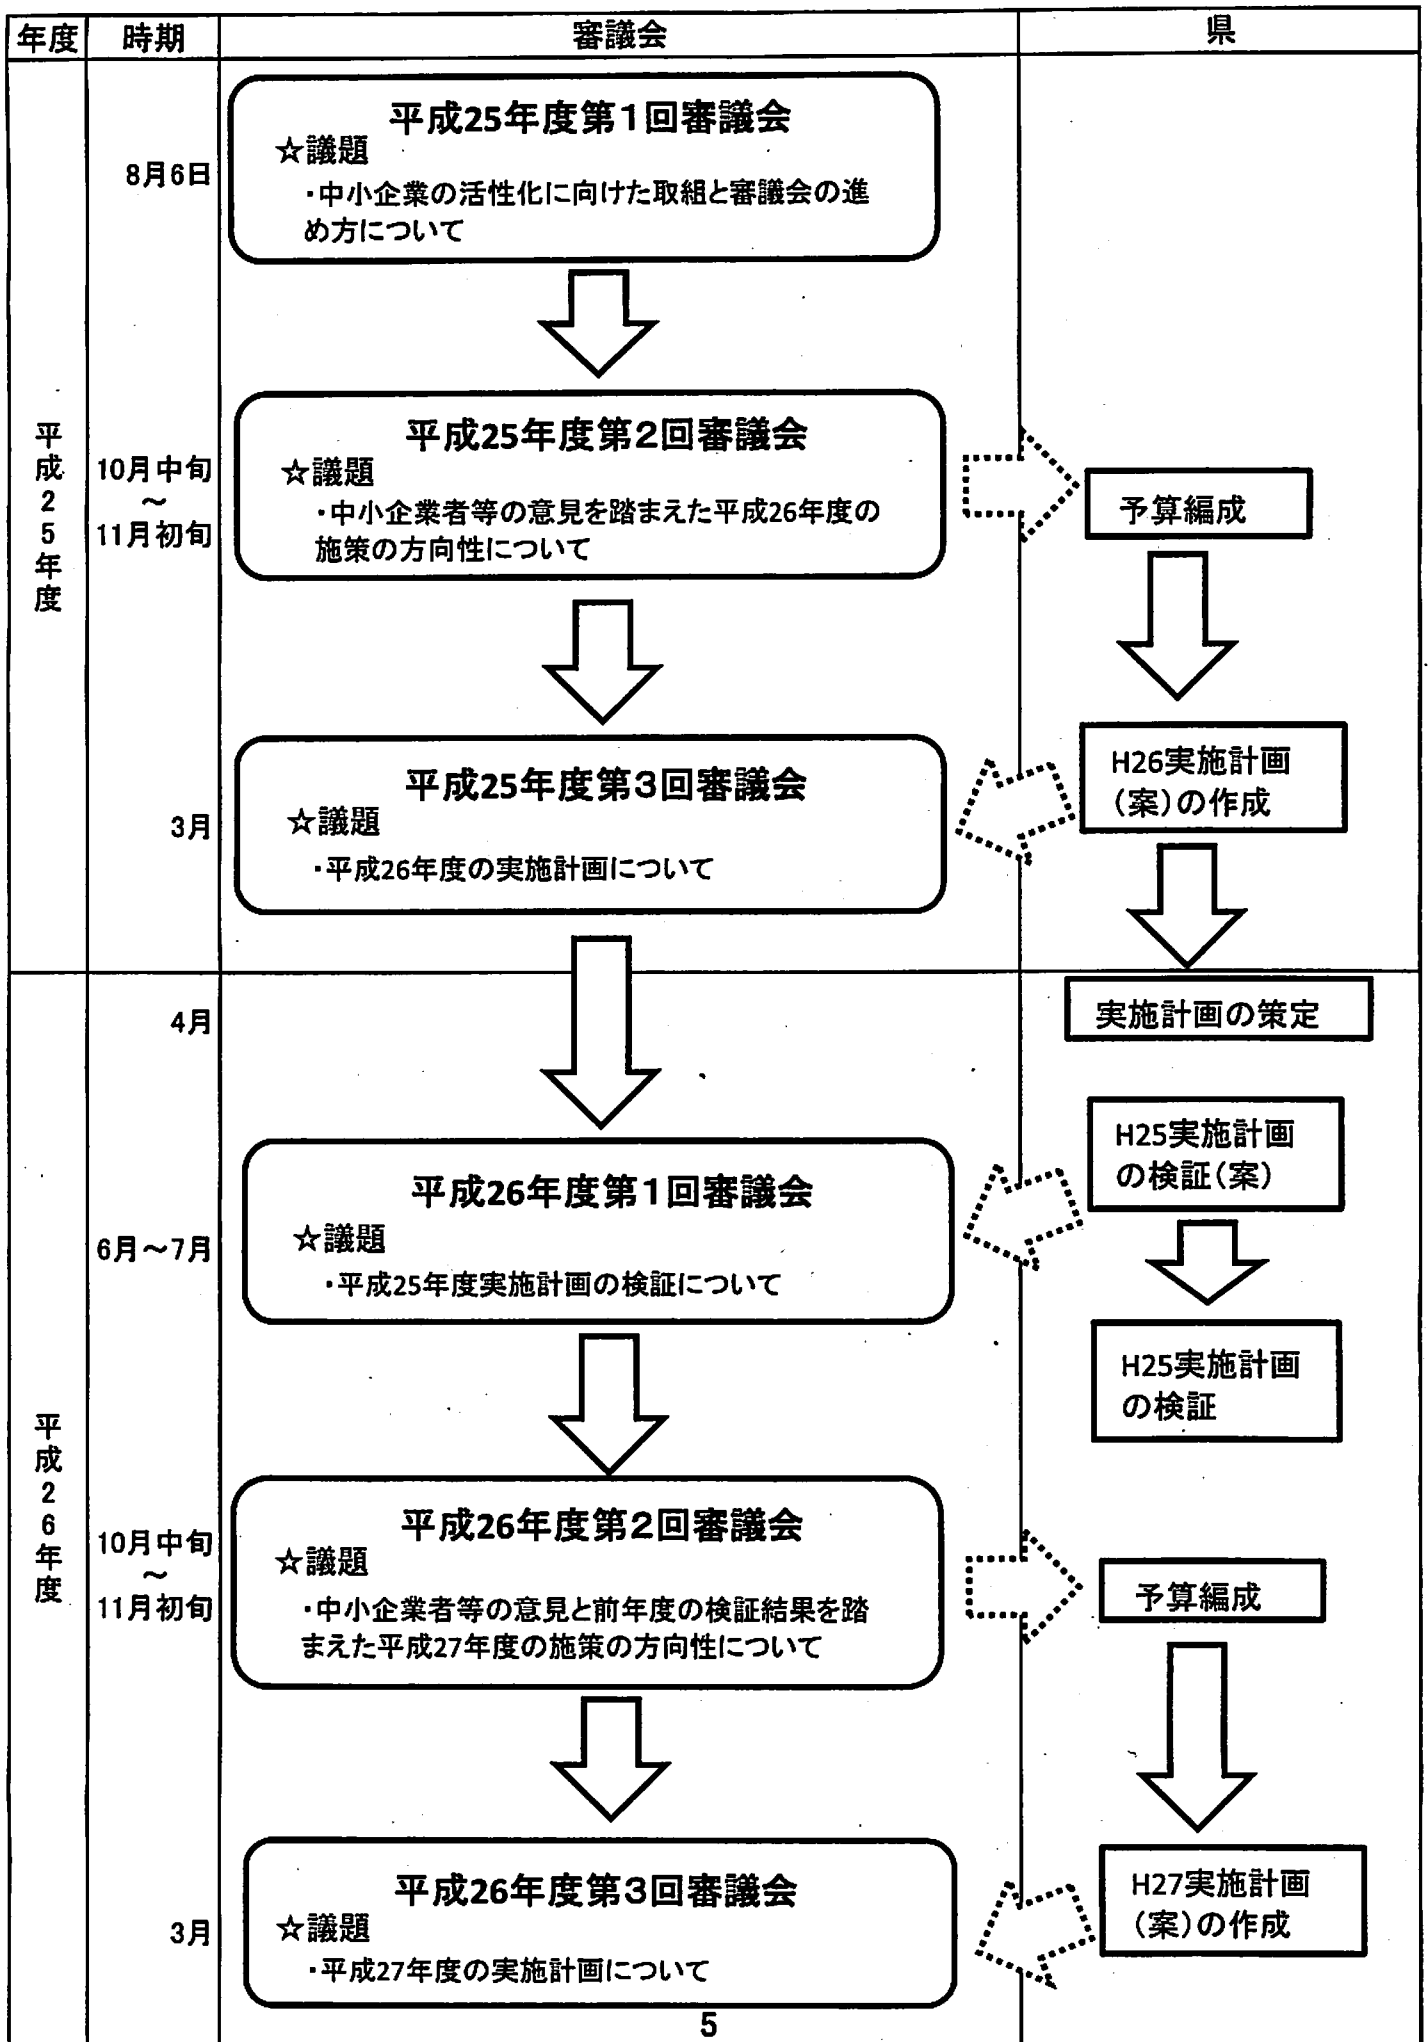 年度
時期
審議会
県
平成25年度
8月6日
平成25年度第1回審議会
☆議題
・中小企業の活性化に向けた取組と審議会の進
め方について
10月中旬
～
11月初旬
平成25年度第2回審議会
☆議題
・中小企業者等の意見を踏まえた平成26年度の
施策の方向性について
予算編成
3月
平成25年度第3回審議会
☆議題
・平成26年度の実施計画について
H26実施計画
(案)の作成
平成26年度
4月
実施計画の策定
6月～7月
平成26年度第1回審議会
☆議題
・平成25年度実施計画の検証について
H25実施計画
の検証(案)
H25実施計画
の検証
10月中旬
～
11月初旬
平成26年度第2回審議会
☆議題
・中小企業者等の意見と前年度の検証結果を踏
まえた平成27年度の施策の方向性について
予算編成
3月
平成26年度第3回審議会
☆議題
・平成27年度の実施計画について
H27実施計画
(案)の作成
5